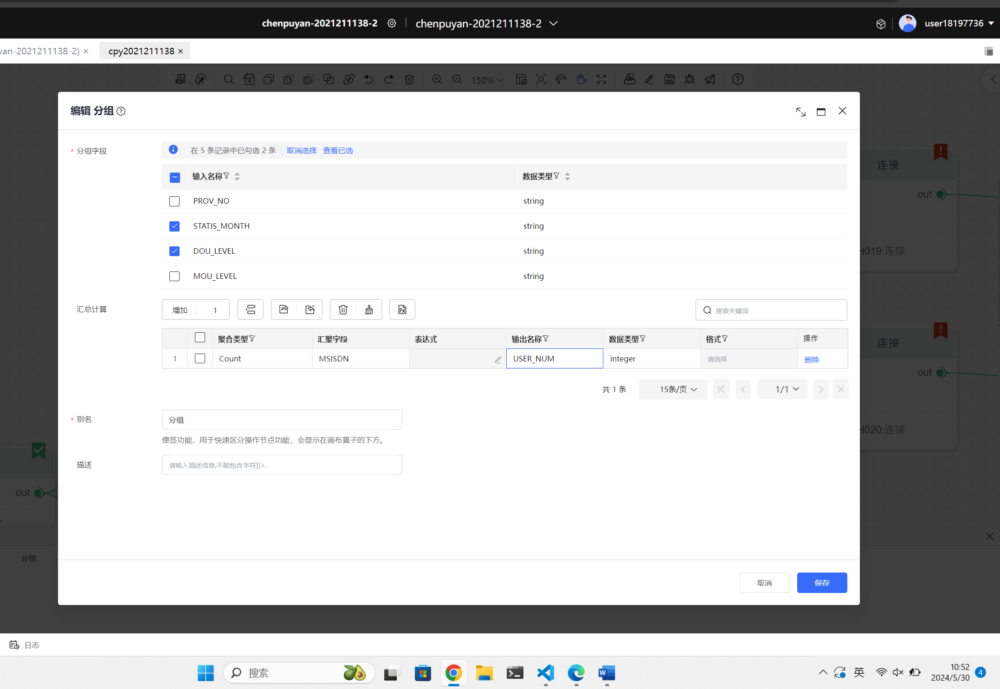 chenpuyan-2021211138-2 chenpuyan-2021211138-2 user18197736
yan-2021211138-2) cpy2021211138
150%
编辑 分组
* 分组字段 在 5 条记录中已勾选 2 条 取消选择 查看已选
输入名称 数据类型
PROV_NO string
STATIS_MONTH string
DOU_LEVEL string
MOU_LEVEL string
汇总计算 增加 1 搜索关键词
聚合类型 汇聚字段 表达式 输出名称 数据类型 格式 操作
1 Count MSISDN USER_NUM integer 请选择 删除
共 1 条 15条/页 1/1
* 别名 分组
便签功能，用于快速区分操作节点功能，会显示在画布算子的下方。
描述 请输入描述信息,不能包含字符]]>.
取消 保存
连接
out
H019:连接
连接
out
H020:连接
out
分组
日志
搜索
英
10:52
2024/5/30
4